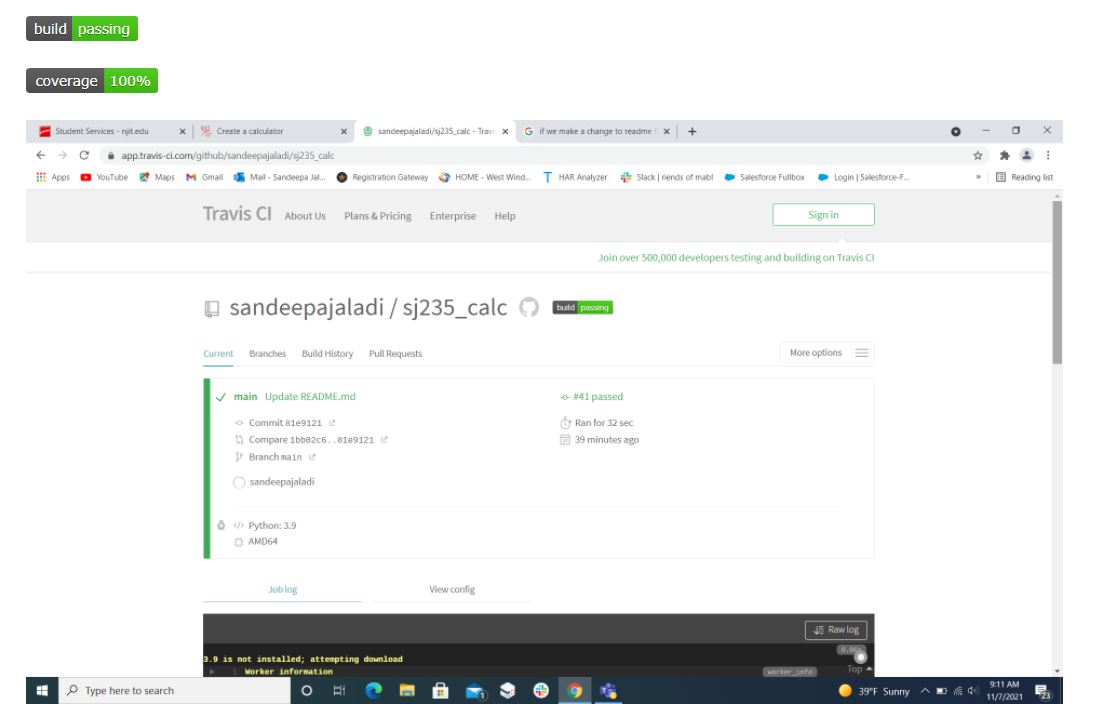 build passing
coverage 100%
Student Services - njit.edu
Create a calculator
sandeepajaladi/sj235_calc - Trav
if we make a change to readme
app.travis-ci.com/github/sandeepajaladi/sj235_calc
Apps YouTube Maps Gmail Mail - Sandeepa Jal... Registration Gateway HOME - West Wind... HAR Analyzer Slack | riends of mabl Salesforce Fullbox Login | Salesforce-F... » Reading list
Travis CI About Us Plans & Pricing Enterprise Help Sign in
Join over 500,000 developers testing and building on Travis CI
sandeepajaladi / sj235_calc build passing
Current Branches Build History Pull Requests More options
main Update README.md #41 passed
Commit 81e9121 Ran for 32 sec
Compare 1bb02c6..81e9121 39 minutes ago
Branch main
sandeepajaladi
</> Python: 3.9
AMD64
Job log View config
Raw log
3.9 is not installed; attempting download
1 Worker information worker_info
Top
Type here to search
39°F Sunny
9:11 AM
11/7/2021
23